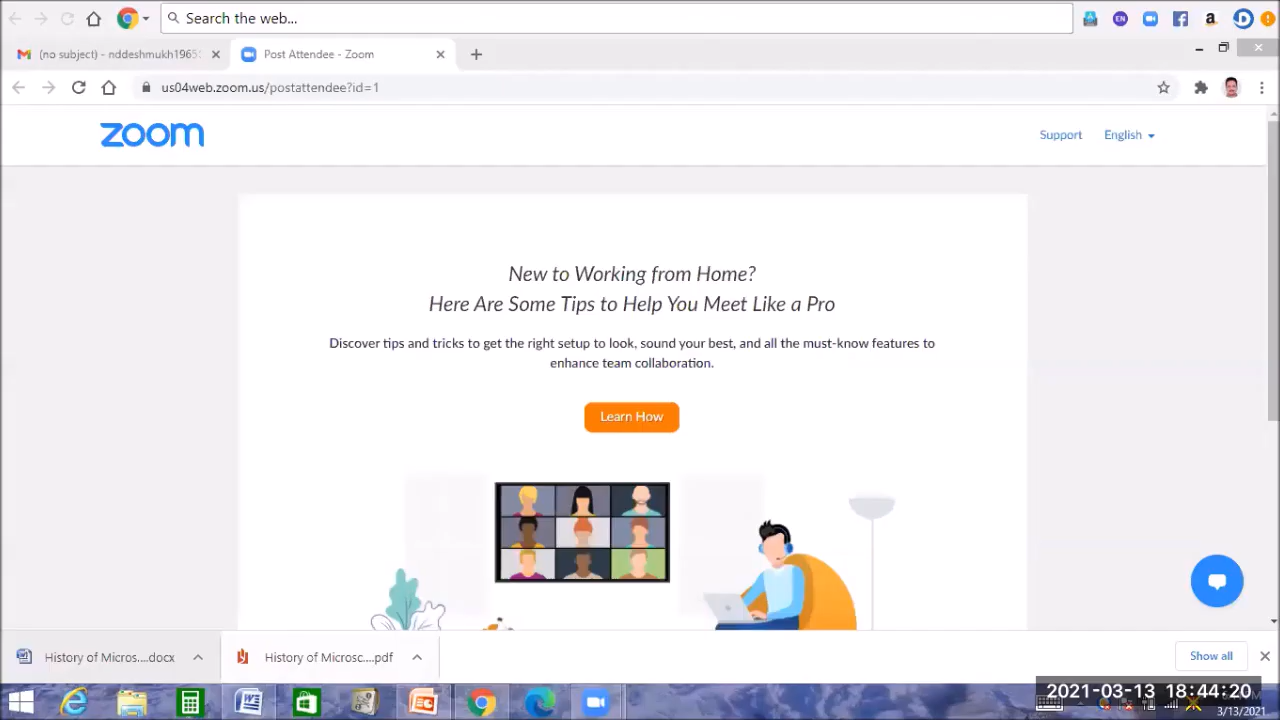 Search the web...
EN
(no subject) - nddeshmukh1965
Post Attendee - Zoom
us04web.zoom.us/postattendee?id=1
zoom
Support
English
New to Working from Home?
Here Are Some Tips to Help You Meet Like a Pro
Discover tips and tricks to get the right setup to look, sound your best, and all the must-know features to
enhance team collaboration.
Learn How
History of Micros....docx
History of Microsc....pdf
Show all
2021-03-13 18:44:20
3/13/2021